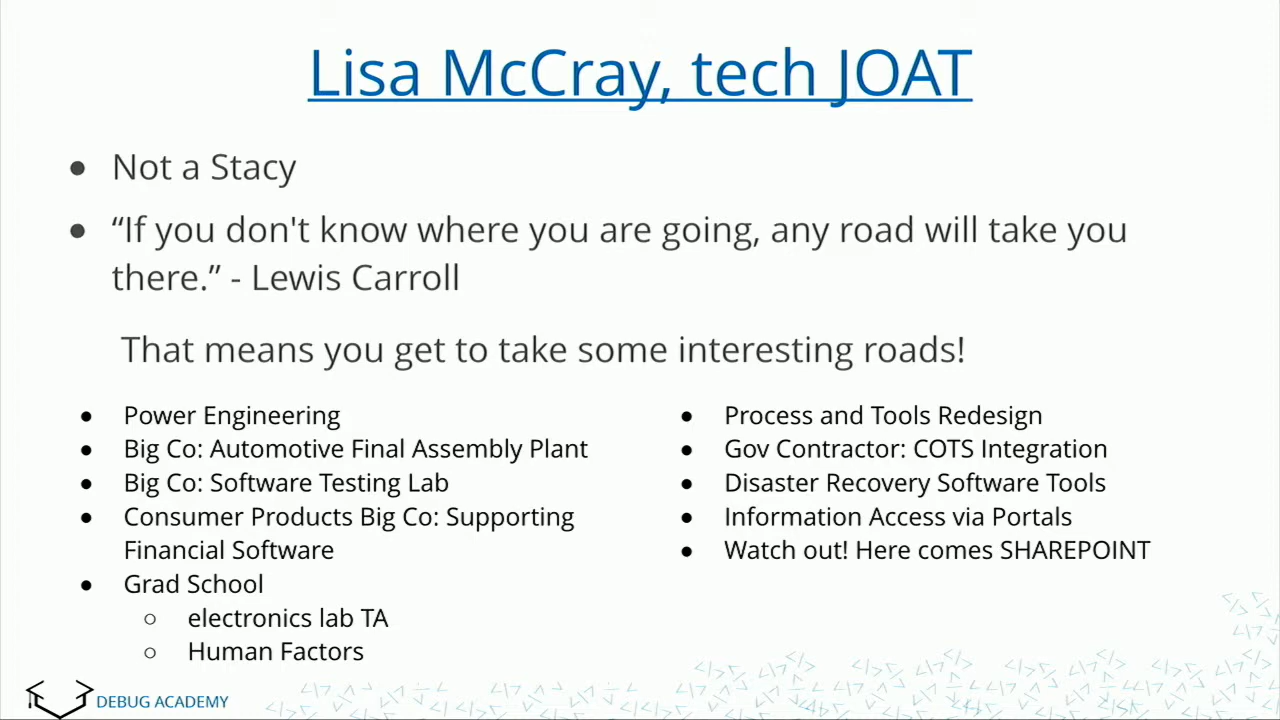 Lisa McCray, tech JOAT
● Not a Stacy
● “If you don't know where you are going, any road will take you
there.” - Lewis Carroll
That means you get to take some interesting roads!
● Power Engineering
● Big Co: Automotive Final Assembly Plant
● Big Co: Software Testing Lab
● Consumer Products Big Co: Supporting
Financial Software
● Grad School
○ electronics lab TA
○ Human Factors
● Process and Tools Redesign
● Gov Contractor: COTS Integration
● Disaster Recovery Software Tools
● Information Access via Portals
● Watch out! Here comes SHAREPOINT
DEBUG ACADEMY